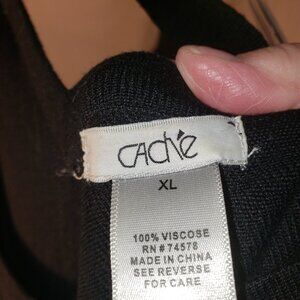 CAChé
XL
100% VISCOSE
RN # 74578
MADE IN CHINA
SEE REVERSE
FOR CARE